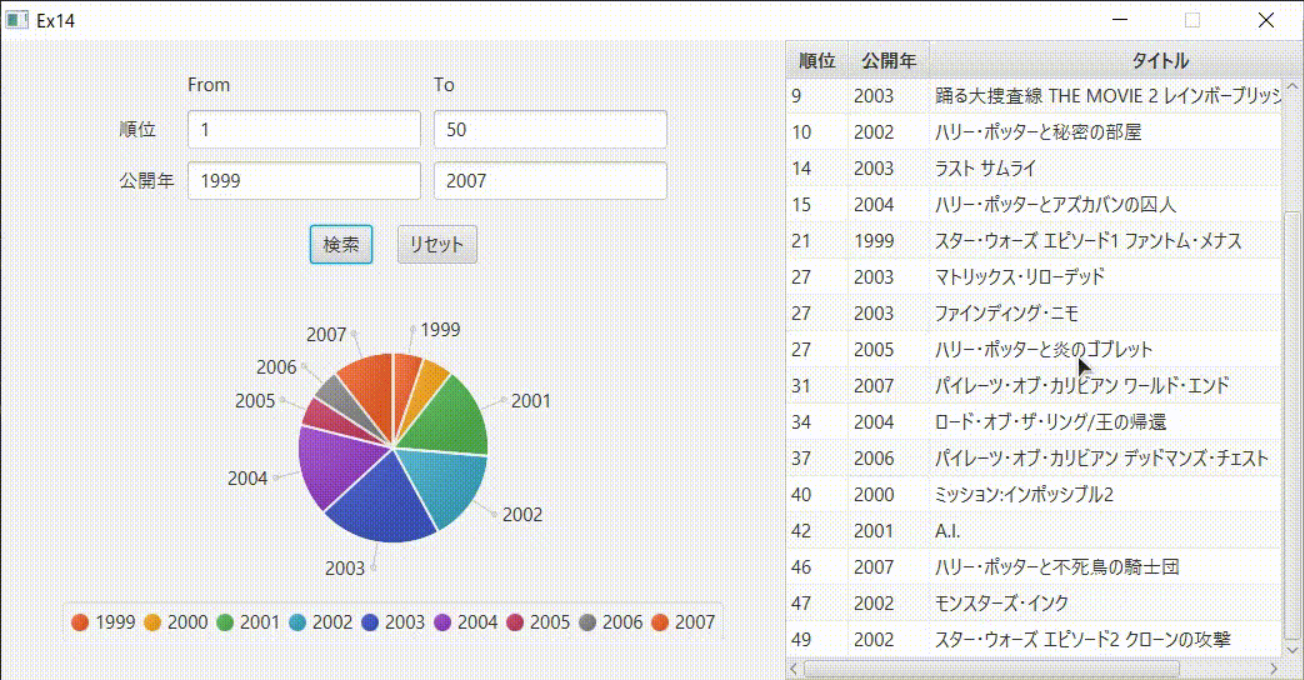 Ex14
From To
順位 1 50
公開年 1999 2007
検索 リセット
2007 1999
2006
2005 2001
2004
2002
2003
1999 2000 2001 2002 2003 2004 2005 2006 2007
順位 公開年 タイトル
9 2003 踊る大捜査線 THE MOVIE 2 レインボーブリッジ
10 2002 ハリー・ポッターと秘密の部屋
14 2003 ラスト サムライ
15 2004 ハリー・ポッターとアズカバンの囚人
21 1999 スター・ウォーズ エピソード1 ファントム・メナス
27 2003 マトリックス・リローデッド
27 2003 ファインディング・ニモ
27 2005 ハリー・ポッターと炎のゴブレット
31 2007 パイレーツ・オブ・カリビアン ワールド・エンド
34 2004 ロード・オブ・ザ・リング/王の帰還
37 2006 パイレーツ・オブ・カリビアン デッドマンズ・チェスト
40 2000 ミッション:インポッシブル2
42 2001 A.I.
46 2007 ハリー・ポッターと不死鳥の騎士団
47 2002 モンスターズ・インク
49 2002 スター・ウォーズ エピソード2 クローンの攻撃